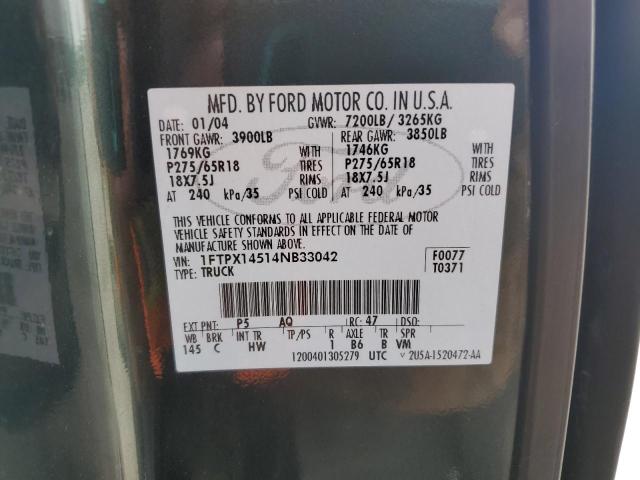 MFD. BY FORD MOTOR CO. IN U.S.A.
DATE: 01/04 GVWR: 7200LB/ 3265KG
FRONT GAWR: 3900LB REAR GAWR: 3850LB
1769KG WITH 1746KG WITH
P275/65R18 TIRES P275/65R18 TIRES
18X7.5J RIMS 18X7.5J RIMS
AT 240 kPa/35 PSI COLD AT 240 kPa/35 PSI COLD
Ford
THIS VEHICLE CONFORMS TO ALL APPLICABLE FEDERAL MOTOR
VEHICLE SAFETY STANDARDS IN EFFECT ON THE DATE OF
MANUFACTURE SHOWN ABOVE.
VIN: 1FTPX14514NB33042 F0077
TYPE: TRUCK T0371
EXT PNT: P5 AQ RC: 47 DSO:
WB BRK INT TR TP/PS R AXLE TR SPR
145 C HW 1 B6 B VM
1200401305279 UTC V 2U5A-1520472-AA